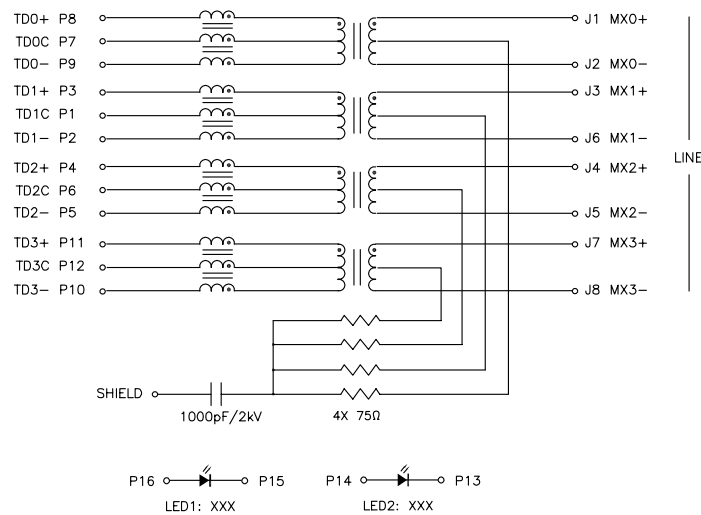 TD0+ P8 J1 MX0+
TD0C P7
TD0- P9 J2 MX0-
TD1+ P3 J3 MX1+
TD1C P1
TD1- P2 J6 MX1-
TD2+ P4 J4 MX2+
LINE
TD2C P6
TD2- P5 J5 MX2-
TD3+ P11 J7 MX3+
TD3C P12
TD3- P10 J8 MX3-
SHIELD
1000pF/2kV 4X 75Ω
P16 P15 P14 P13
LED1: XXX LED2: XXX